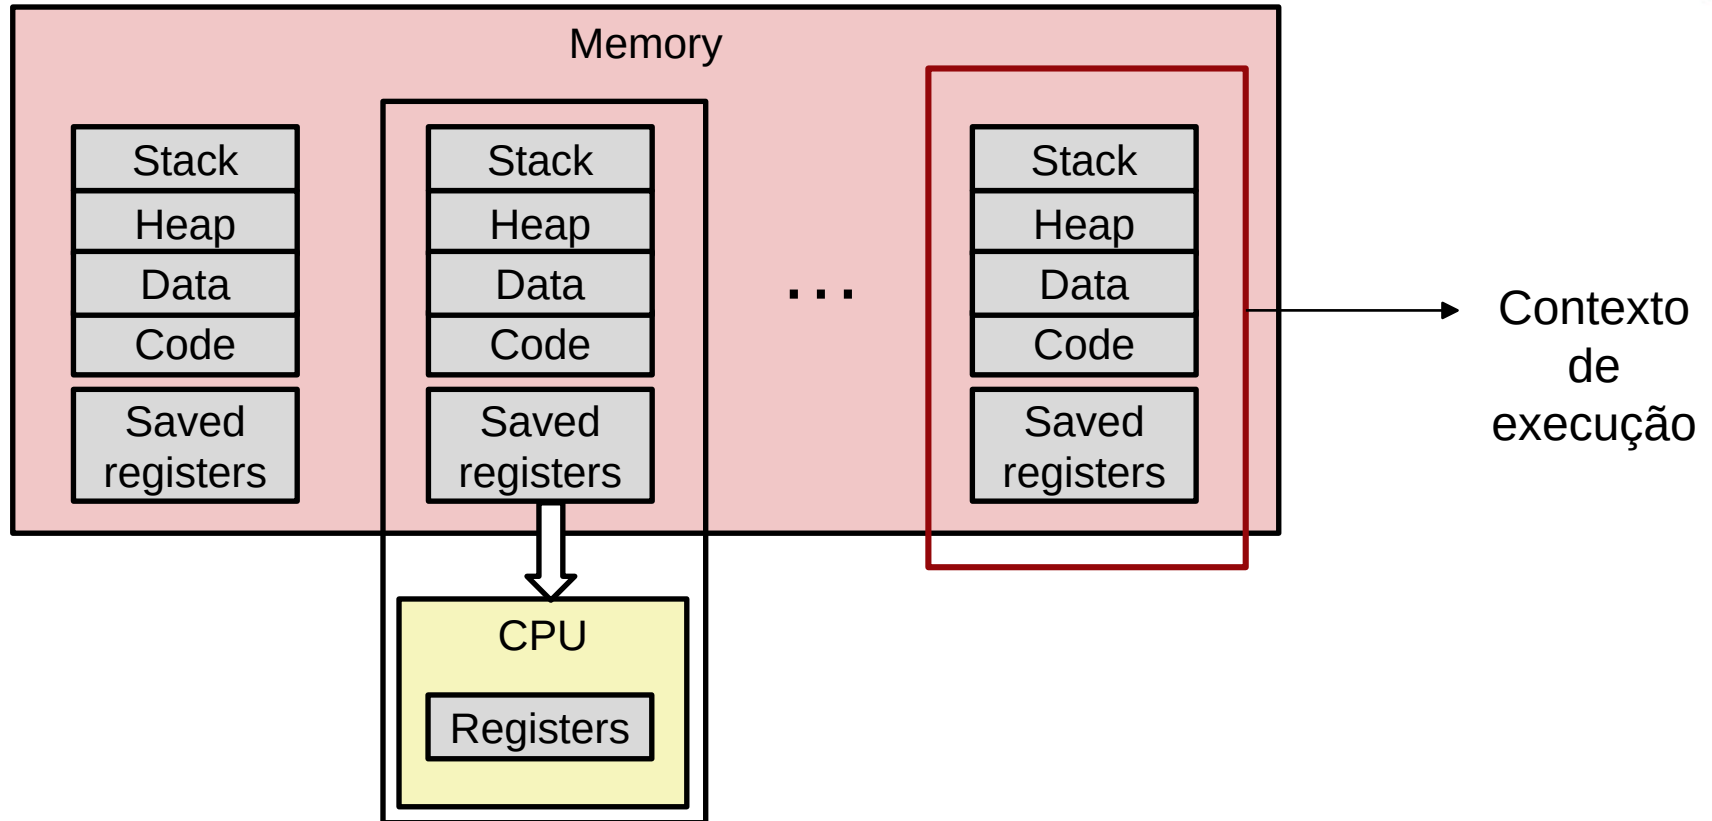 Memory
Stack
Heap
Data
Code
Saved
registers
Stack
Heap
Data
Code
Saved
registers
...
Stack
Heap
Data
Code
Saved
registers
Contexto
de
execução
CPU
Registers